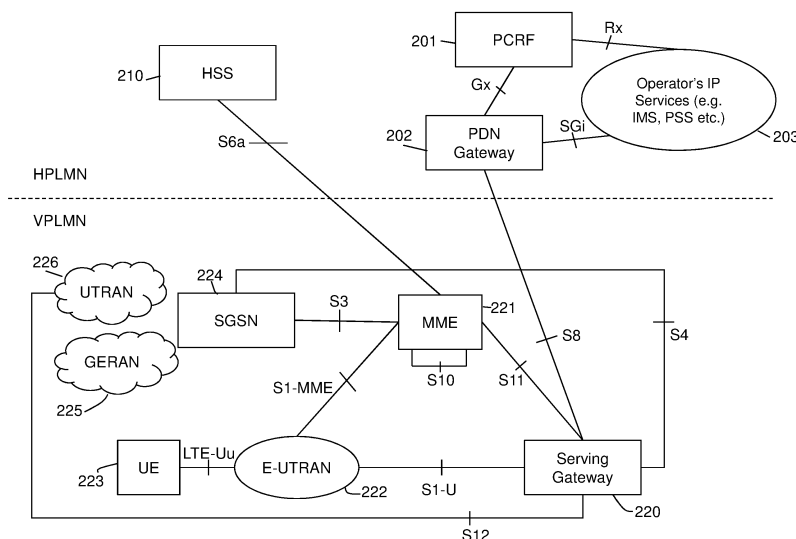 201
PCRF
Rx
210
HSS
Gx
Operator's IP
Services (e.g.
IMS, PSS etc.)
203
S6a
202
PDN
Gateway
SGi
HPLMN
VPLMN
226
UTRAN
224
SGSN
S3
221
MME
S10
S8
S4
GERAN
225
S1-MME
S11
223
UE
LTE-Uu
E-UTRAN
222
S1-U
Serving
Gateway
220
S12